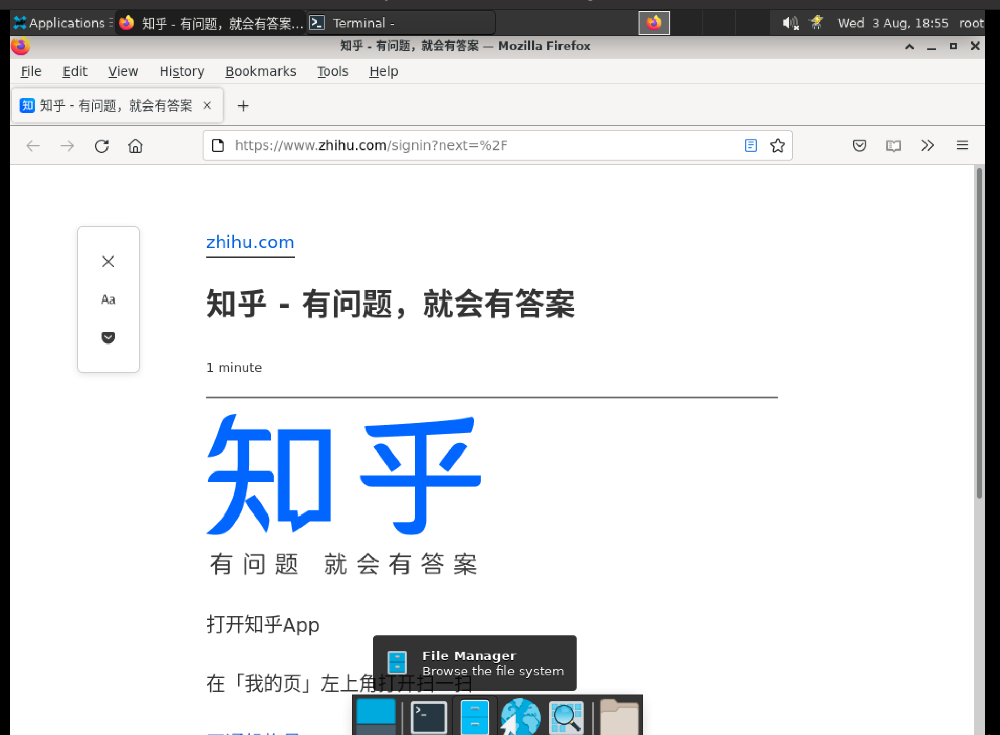 Applications 知乎 - 有问题，就会有答案... Terminal - Wed 3 Aug, 18:55 root
知乎 - 有问题，就会有答案 — Mozilla Firefox
File Edit View History Bookmarks Tools Help
知 知乎 - 有问题，就会有答案
https://www.zhihu.com/signin?next=%2F
zhihu.com
Aa
知乎 - 有问题，就会有答案
1 minute
知乎
有问题 就会有答案
打开知乎App
File Manager
Browse the file system
在「我的页」左上角打开扫一扫